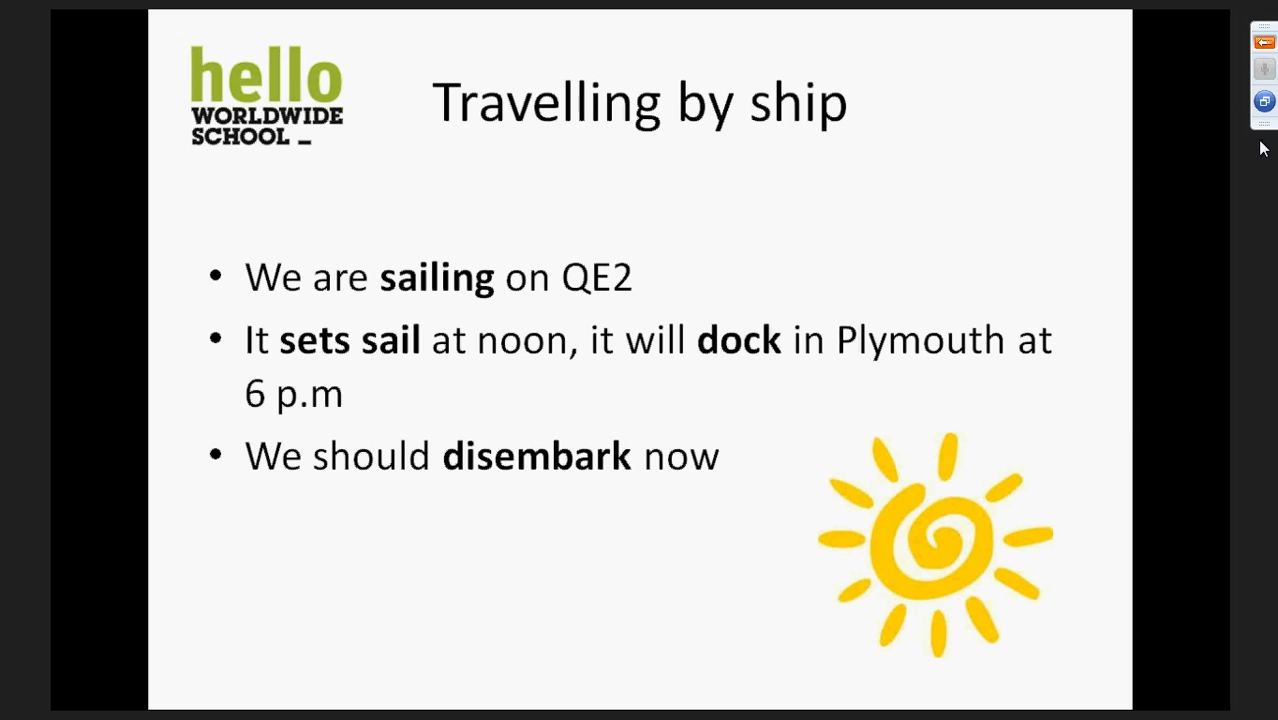 hello
WORLDWIDE
SCHOOL _
Travelling by ship
• We are sailing on QE2
• It sets sail at noon, it will dock in Plymouth at
6 p.m
• We should disembark now